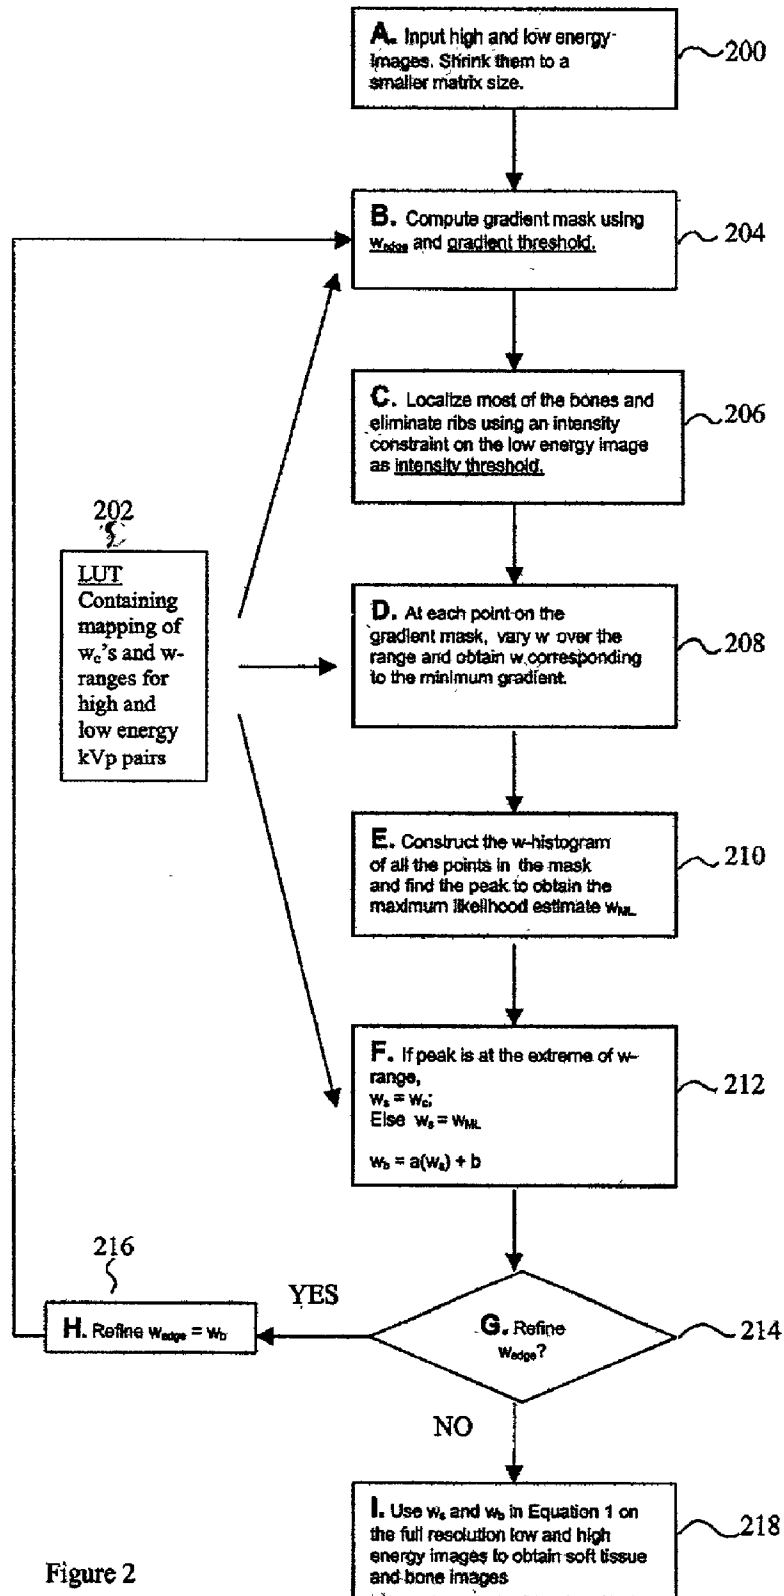 A. Input high and low energy
Images. Shrink them to a
smaller matrix size.
200
B. Compute gradient mask using
wedge and gradient threshold.
204
C. Localize most of the bones and
eliminate ribs using an intensity
constraint on the low energy image
as intensity threshold.
206
202
LUT
Containing
mapping of
wc's and w-
ranges for
high and
low energy
kVp pairs
D. At each point on the
gradient mask, vary w over the
range and obtain w corresponding
to the minimum gradient.
208
E. Construct the w-histogram
of all the points in the mask
and find the peak to obtain the
maximum likelihood estimate wML
210
F. If peak is at the extreme of w-
range,
ws = wc;
Else ws = wML
wb = a(ws) + b
212
216
H. Refine wedge = wb
YES
G. Refine
wedge?
214
NO
I. Use ws and wb in Equation 1 on
the full resolution low and high
energy images to obtain soft tissue
and bone images
218
Figure 2